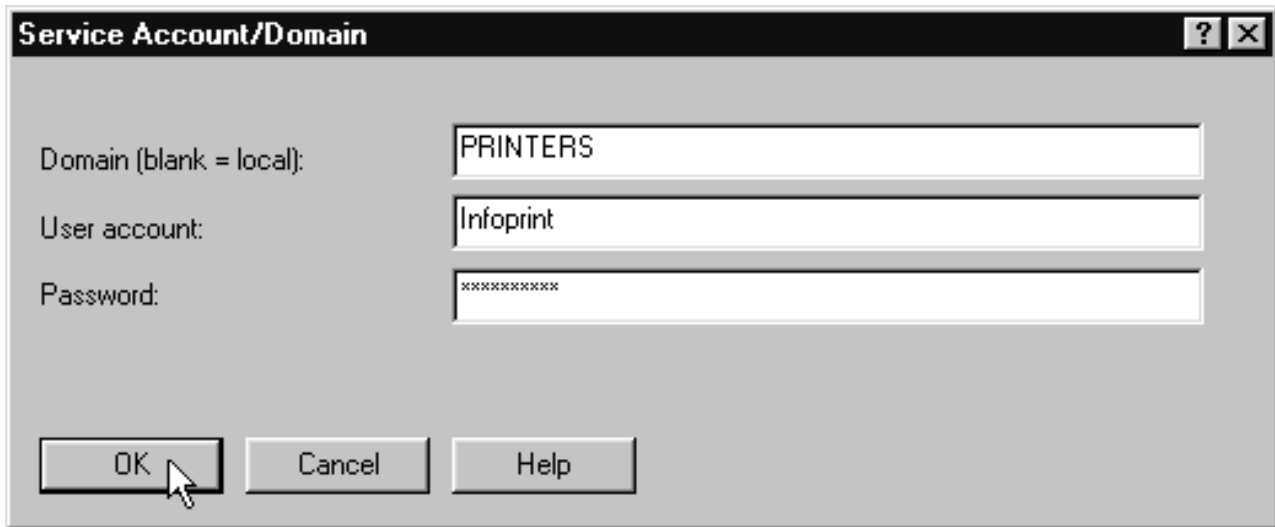 Service Account/Domain
Domain (blank = local): PRINTERS
User account: Infoprint
Password: **********
OK Cancel Help